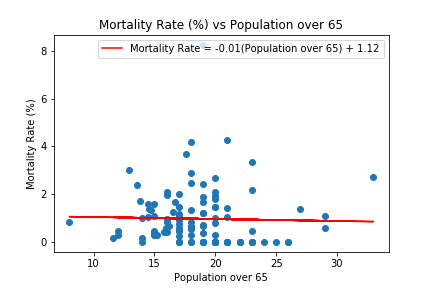 Mortality Rate (%) vs Population over 65
Mortality Rate = -0.01(Population over 65) + 1.12
Mortality Rate (%)
8
6
4
2
0
10 15 20 25 30
Population over 65